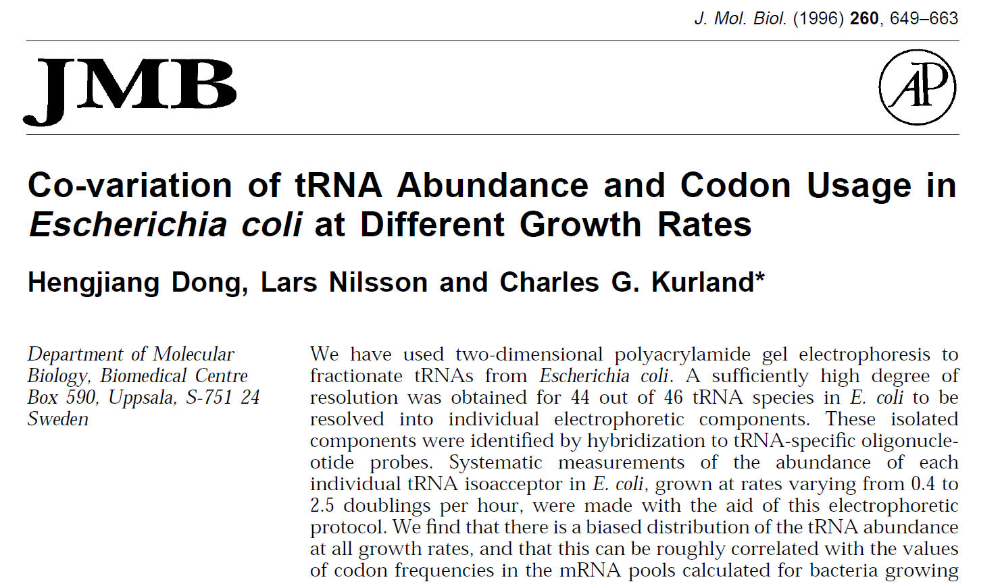 J. Mol. Biol. (1996) 260, 649–663
JMB
AP
Co-variation of tRNA Abundance and Codon Usage in
Escherichia coli at Different Growth Rates
Hengjiang Dong, Lars Nilsson and Charles G. Kurland*
Department of Molecular
Biology, Biomedical Centre
Box 590, Uppsala, S-751 24
Sweden
We have used two-dimensional polyacrylamide gel electrophoresis to
fractionate tRNAs from Escherichia coli. A sufficiently high degree of
resolution was obtained for 44 out of 46 tRNA species in E. coli to be
resolved into individual electrophoretic components. These isolated
components were identified by hybridization to tRNA-specific oligonucle-
otide probes. Systematic measurements of the abundance of each
individual tRNA isoacceptor in E. coli, grown at rates varying from 0.4 to
2.5 doublings per hour, were made with the aid of this electrophoretic
protocol. We find that there is a biased distribution of the tRNA abundance
at all growth rates, and that this can be roughly correlated with the values
of codon frequencies in the mRNA pools calculated for bacteria growing